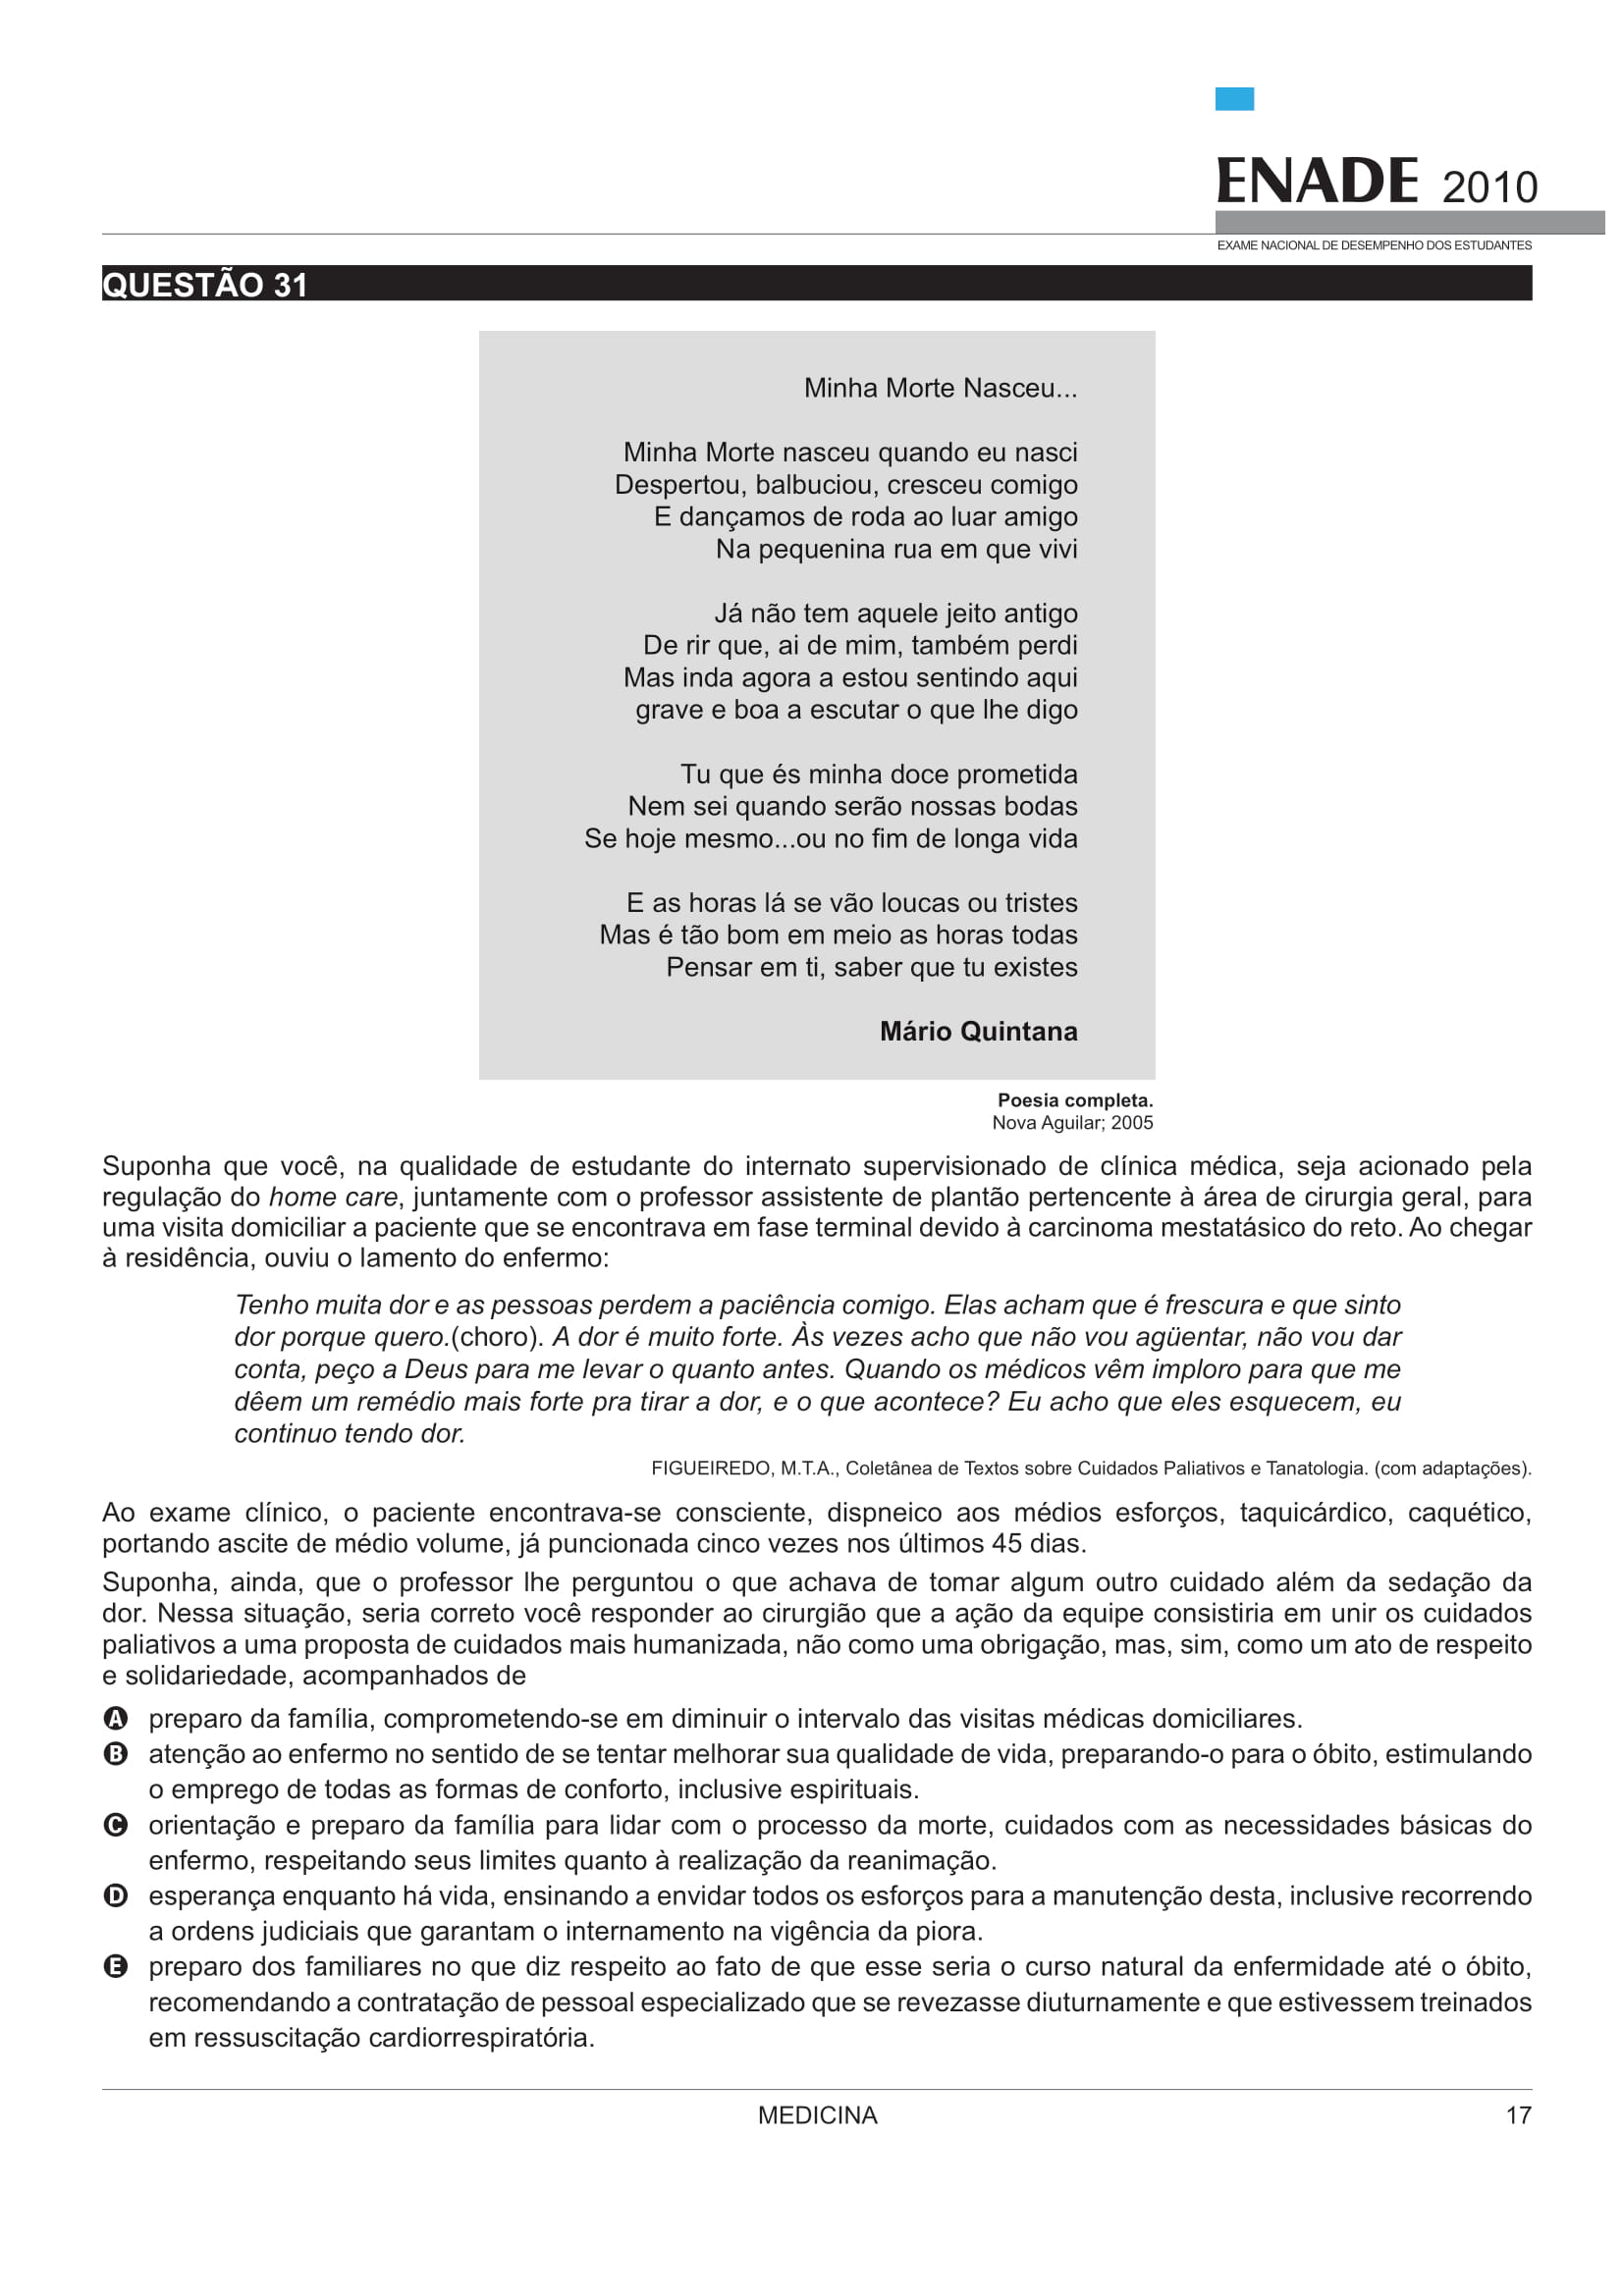 ENADE 2010
EXAME NACIONAL DE DESEMPENHO DOS ESTUDANTES
QUESTÃO 31
Minha Morte Nasceu...
Minha Morte nasceu quando eu nasci
Despertou, balbuciou, cresceu comigo
E dançamos de roda ao luar amigo
Na pequenina rua em que vivi
Já não tem aquele jeito antigo
De rir que, ai de mim, também perdi
Mas inda agora a estou sentindo aqui
grave e boa a escutar o que lhe digo
Tu que és minha doce prometida
Nem sei quando serão nossas bodas
Se hoje mesmo...ou no fim de longa vida
E as horas lá se vão loucas ou tristes
Mas é tão bom em meio as horas todas
Pensar em ti, saber que tu existes
Mário Quintana
Poesia completa.
Nova Aguilar; 2005
Suponha que você, na qualidade de estudante do internato supervisionado de clínica médica, seja acionado pela
regulação do home care, juntamente com o professor assistente de plantão pertencente à área de cirurgia geral, para
uma visita domiciliar a paciente que se encontrava em fase terminal devido à carcinoma mestatásico do reto. Ao chegar
à residência, ouviu o lamento do enfermo:
Tenho muita dor e as pessoas perdem a paciência comigo. Elas acham que é frescura e que sinto
dor porque quero.(choro). A dor é muito forte. Às vezes acho que não vou agüentar, não vou dar
conta, peço a Deus para me levar o quanto antes. Quando os médicos vêm imploro para que me
dêem um remédio mais forte pra tirar a dor, e o que acontece? Eu acho que eles esquecem, eu
continuo tendo dor.
FIGUEIREDO, M.T.A., Coletânea de Textos sobre Cuidados Paliativos e Tanatologia. (com adaptações).
Ao exame clínico, o paciente encontrava-se consciente, dispneico aos médios esforços, taquicárdico, caquético,
portando ascite de médio volume, já puncionada cinco vezes nos últimos 45 dias.
Suponha, ainda, que o professor lhe perguntou o que achava de tomar algum outro cuidado além da sedação da
dor. Nessa situação, seria correto você responder ao cirurgião que a ação da equipe consistiria em unir os cuidados
paliativos a uma proposta de cuidados mais humanizada, não como uma obrigação, mas, sim, como um ato de respeito
e solidariedade, acompanhados de
A preparo da família, comprometendo-se em diminuir o intervalo das visitas médicas domiciliares.
B atenção ao enfermo no sentido de se tentar melhorar sua qualidade de vida, preparando-o para o óbito, estimulando
o emprego de todas as formas de conforto, inclusive espirituais.
C orientação e preparo da família para lidar com o processo da morte, cuidados com as necessidades básicas do
enfermo, respeitando seus limites quanto à realização da reanimação.
D esperança enquanto há vida, ensinando a envidar todos os esforços para a manutenção desta, inclusive recorrendo
a ordens judiciais que garantam o internamento na vigência da piora.
E preparo dos familiares no que diz respeito ao fato de que esse seria o curso natural da enfermidade até o óbito,
recomendando a contratação de pessoal especializado que se revezasse diuturnamente e que estivessem treinados
em ressuscitação cardiorrespiratória.
MEDICINA
17